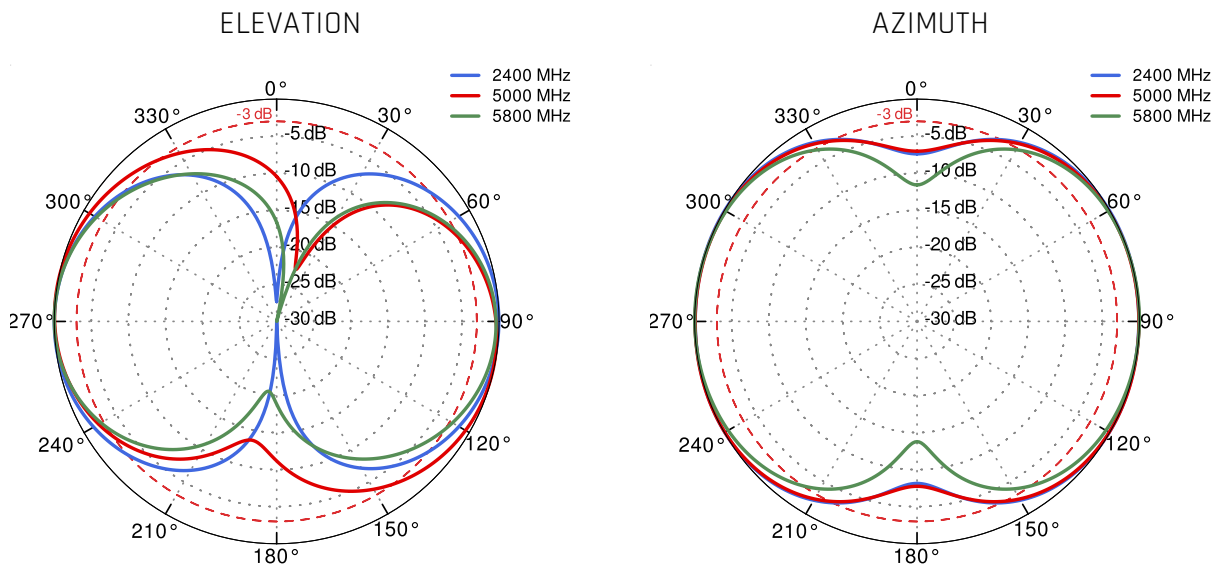 ELEVATION
2400 MHz
5000 MHz
5800 MHz
0°
330°
-3 dB
30°
-5 dB
-10 dB
300°
-15 dB
60°
-20 dB
-25 dB
270°
-30 dB
90°
240°
120°
210°
150°
180°
AZIMUTH
2400 MHz
5000 MHz
5800 MHz
0°
330°
-3 dB
30°
-5 dB
-10 dB
300°
-15 dB
60°
-20 dB
-25 dB
270°
-30 dB
90°
240°
120°
210°
150°
180°